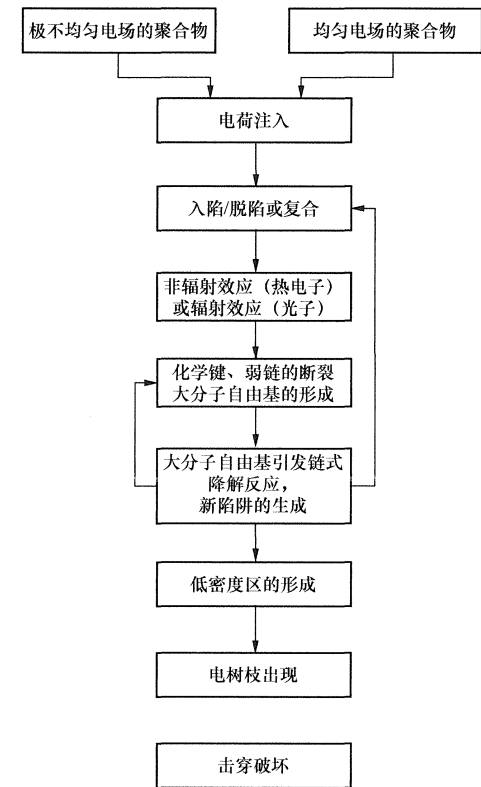 极不均匀电场的聚合物
均匀电场的聚合物
电荷注入
入陷/脱陷或复合
非辐射效应（热电子）
或辐射效应（光子）
化学键、弱链的断裂
大分子自由基的形成
大分子自由基引发链式
降解反应，
新陷阱的生成
低密度区的形成
电树枝出现
击穿破坏